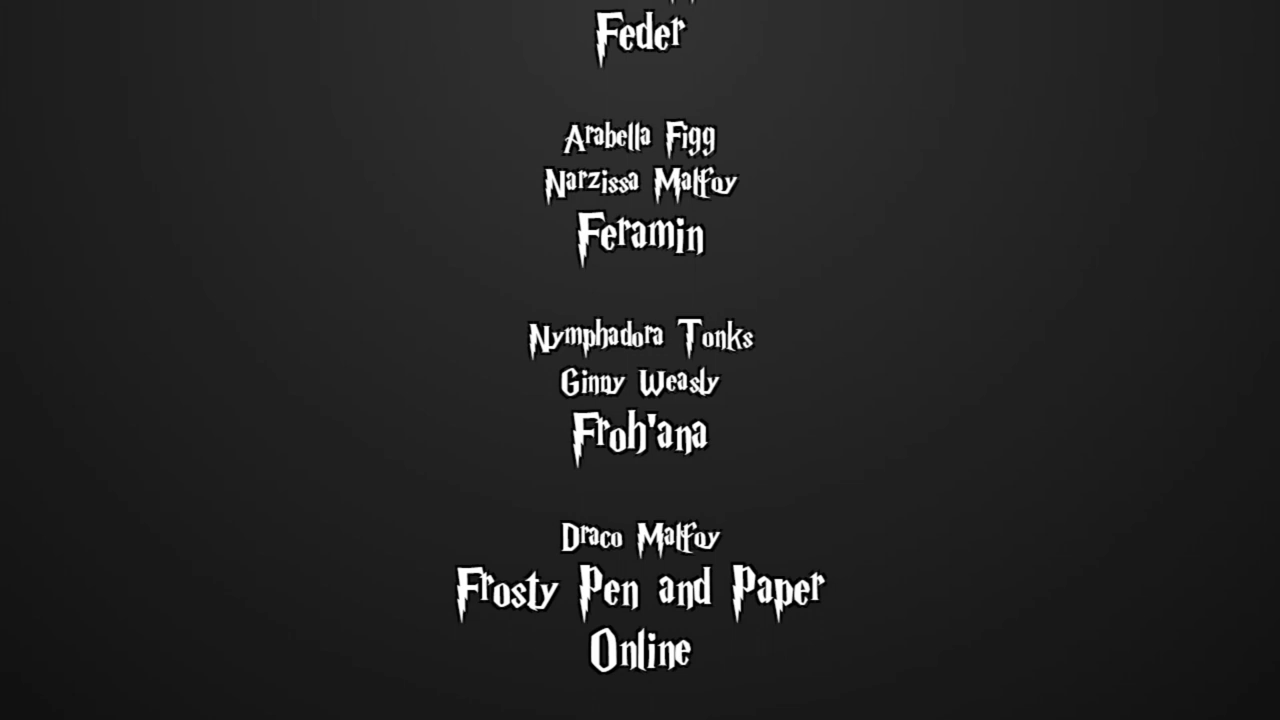 Feder
Arabella Figg
Narzissa Malfoy
Feramin
Nymphadora Tonks
Ginny Weasly
Froh'ana
Draco Malfoy
Frosty Pen and Paper
Online